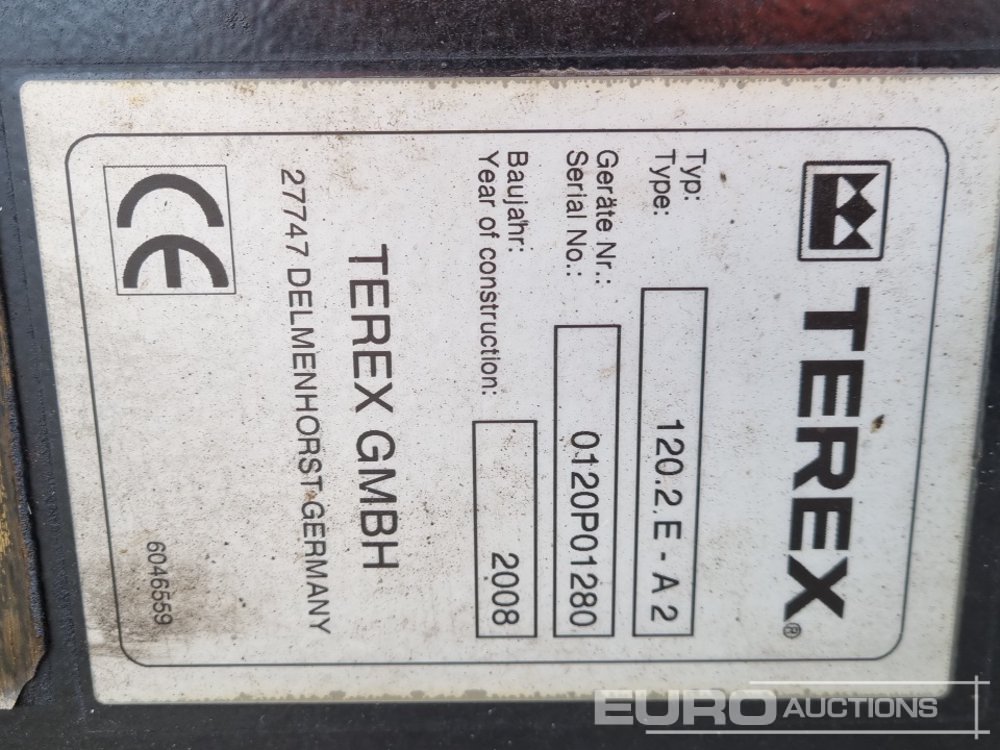 TEREX®
Typ:
Type: 120.2.E - A 2
Geräte Nr.:
Serial No.: 0120P01280
Baujahr:
Year of construction: 2008
TEREX GMBH
27747 DELMENHORST-GERMANY
CE
6046559
EURO AUCTIONS